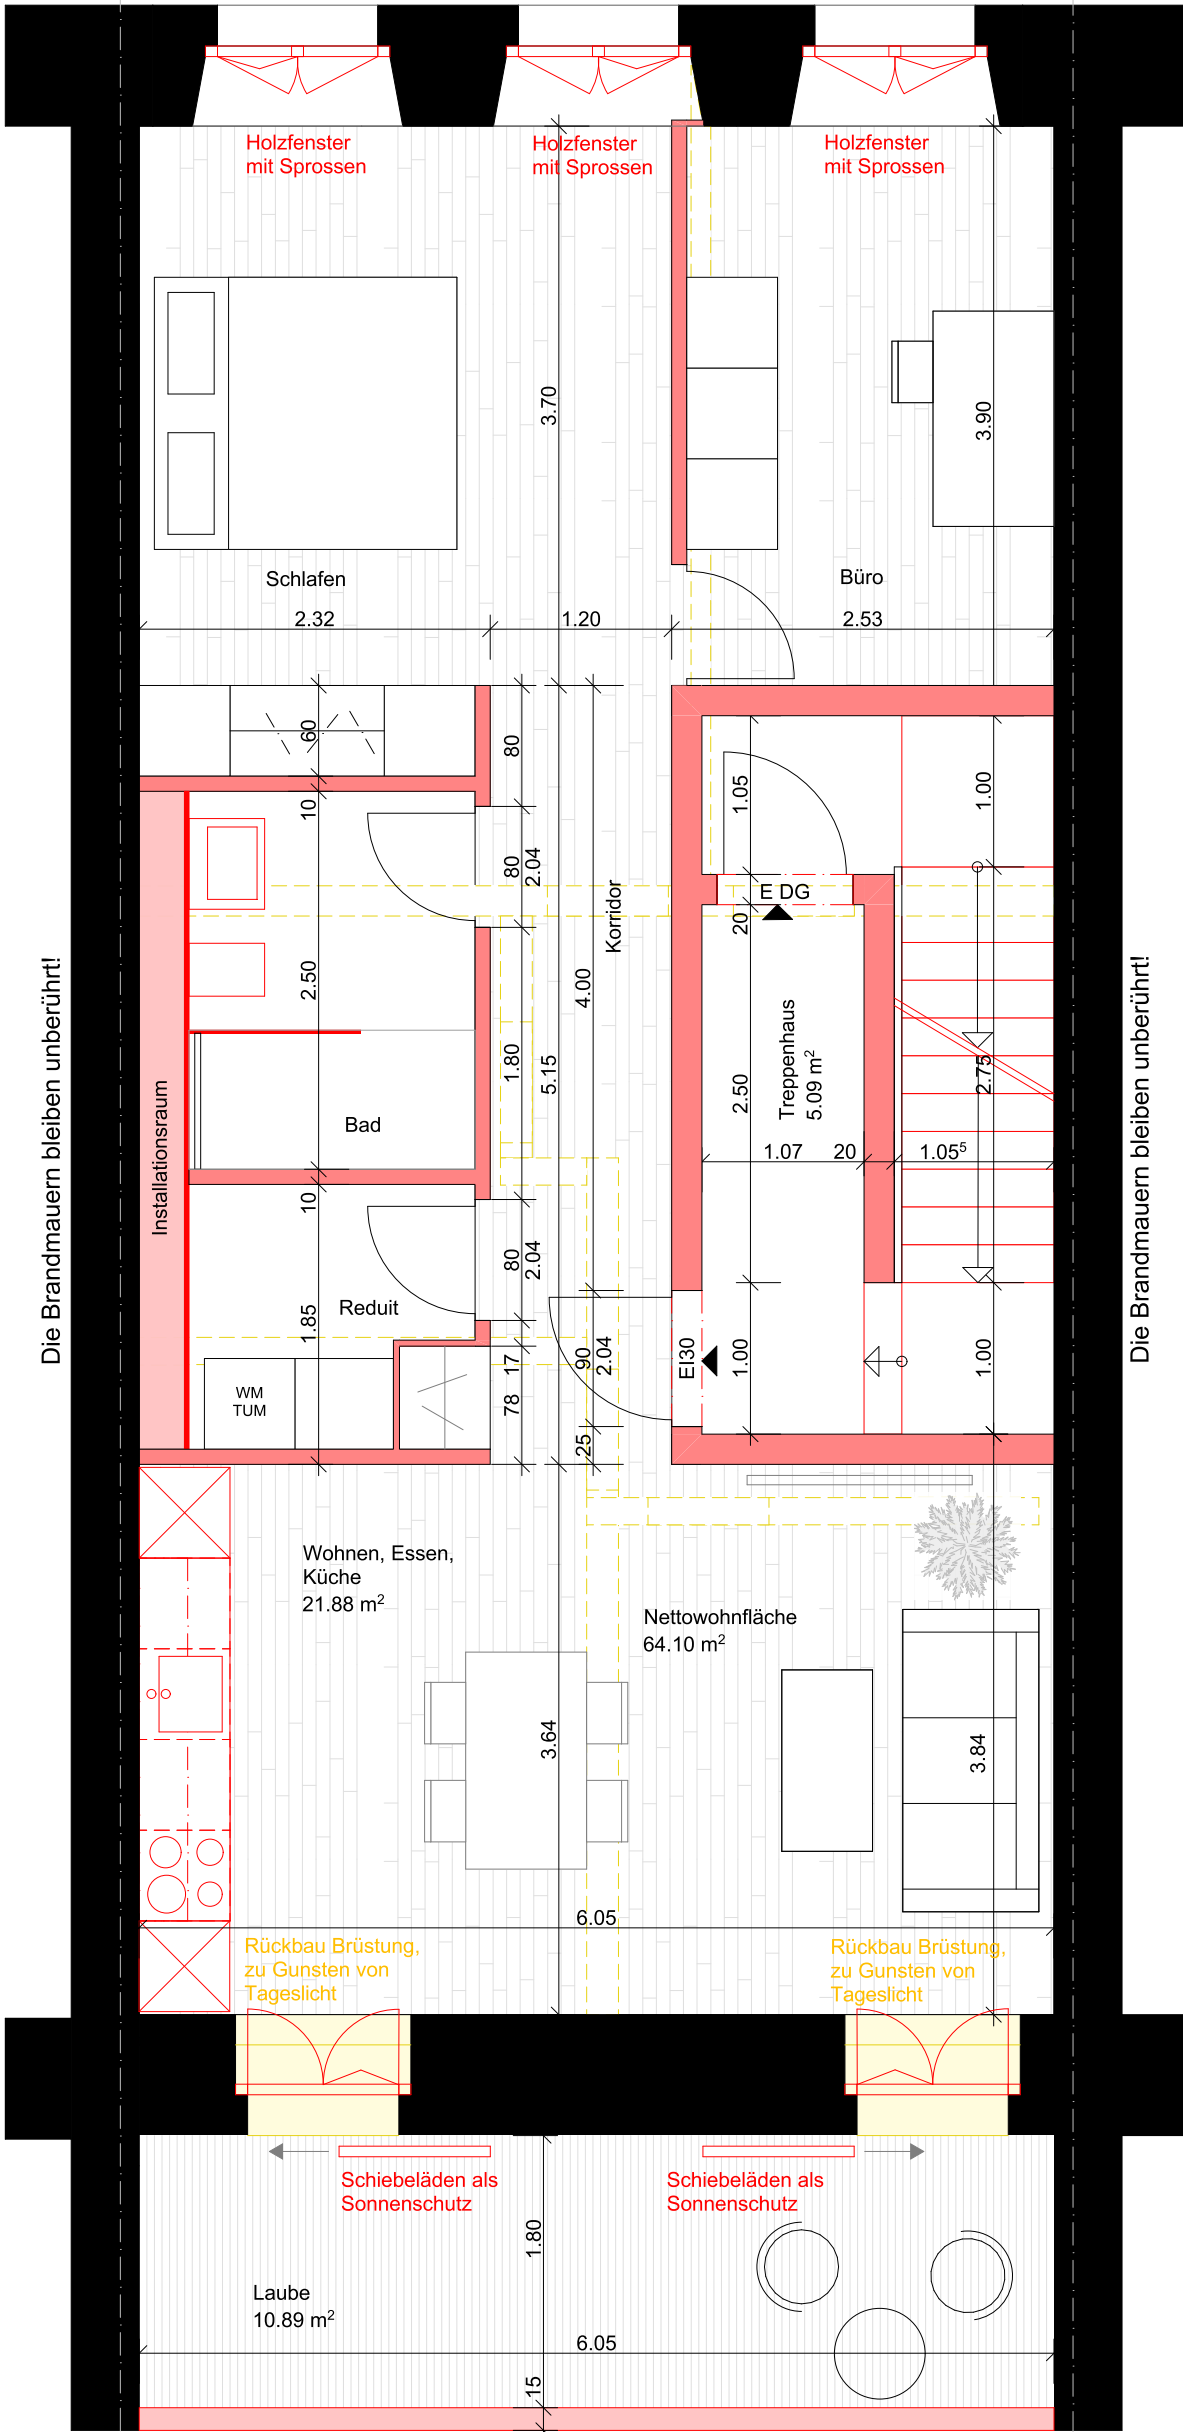 Holzfenster
mit Sprossen
Holzfenster
mit Sprossen
Holzfenster
mit Sprossen
3.70
3.90
Schlafen
Büro
2.32
1.20
2.53
60
80
1.05
1.00
10
80
2.04
E DG
20
Korridor
2.50
4.00
Treppenhaus
5.09 m²
2.75
Die Brandmauern bleiben unberührt!
Die Brandmauern bleiben unberührt!
Installationsraum
1.80
5.15
2.50
Bad
1.07
20
1.05⁵
10
80
2.04
Reduit
1.85
17
90
2.04
EI30
1.00
1.00
WM
TUM
78
25
Wohnen, Essen,
Küche
21.88 m²
Nettowohnfläche
64.10 m²
3.64
3.84
6.05
Rückbau Brüstung,
zu Gunsten von
Tageslicht
Rückbau Brüstung,
zu Gunsten von
Tageslicht
Schiebeläden als
Sonnenschutz
Schiebeläden als
Sonnenschutz
1.80
Laube
10.89 m²
6.05
15